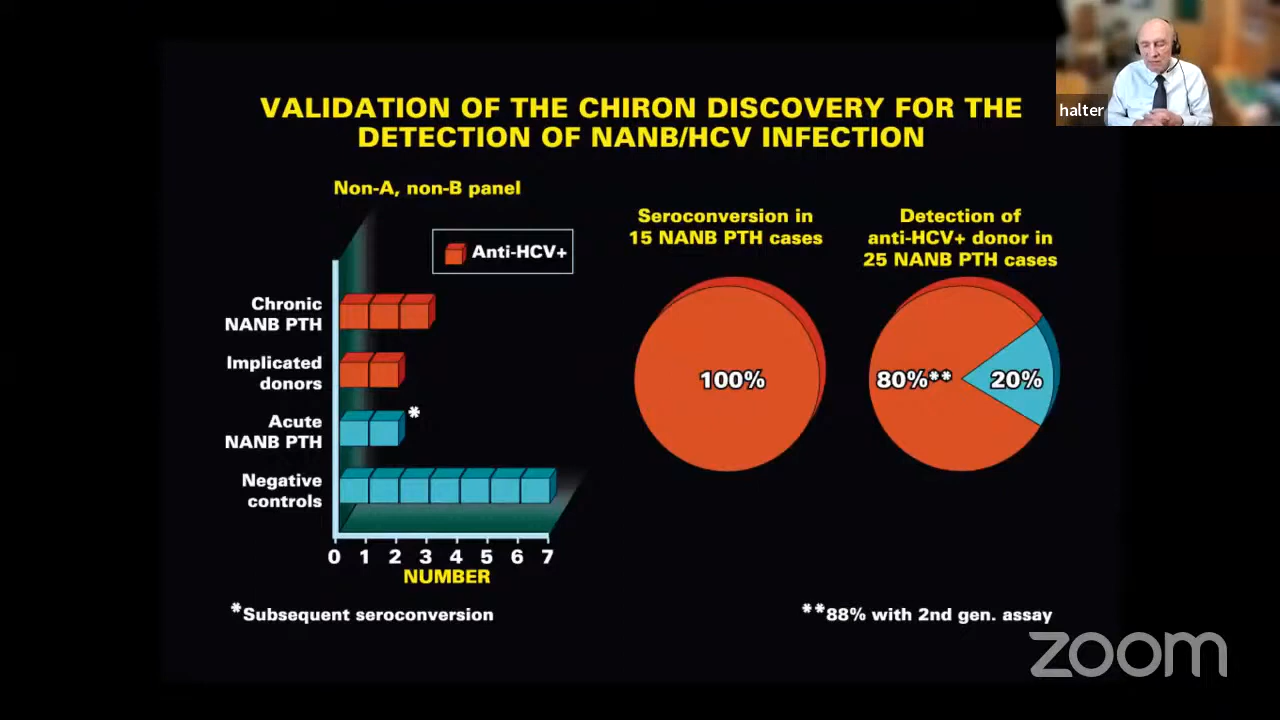 halter
VALIDATION OF THE CHIRON DISCOVERY FOR THE
DETECTION OF NANB/HCV INFECTION
Non-A, non-B panel
Anti-HCV+
Chronic
NANB PTH
Implicated
donors
Acute
NANB PTH
*
Negative
controls
0 1 2 3 4 5 6 7
NUMBER
*Subsequent seroconversion
Seroconversion in
15 NANB PTH cases
100%
Detection of
anti-HCV+ donor in
25 NANB PTH cases
80%**
20%
**88% with 2nd gen. assay
zoom